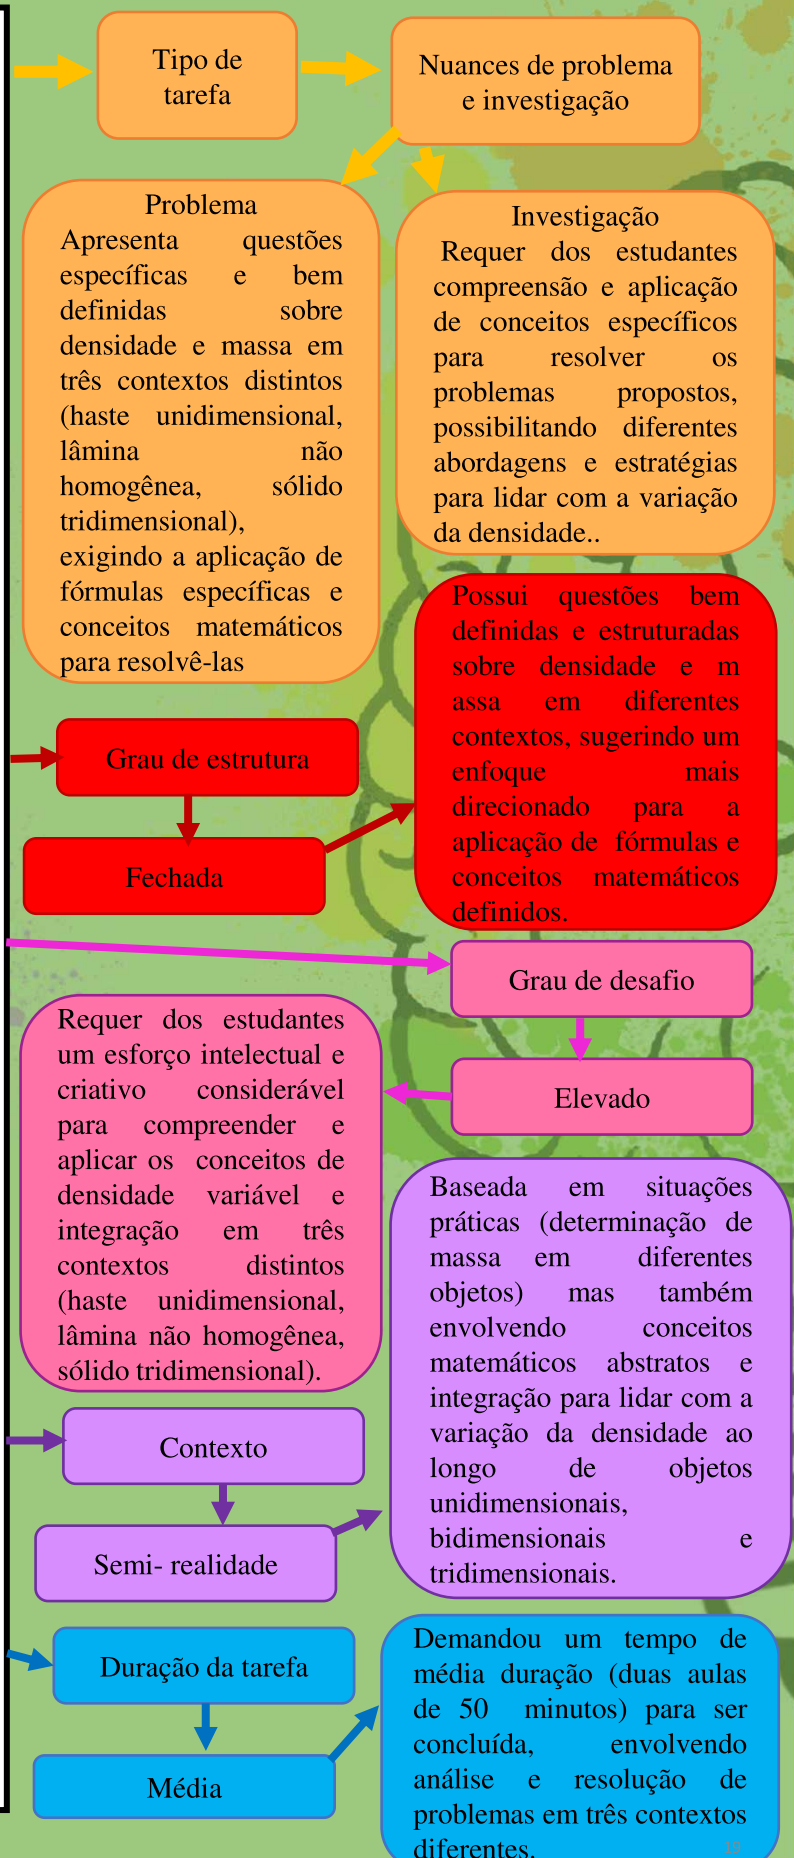 Tipo de
tarefa
Nuances de problema
e investigação
Problema
Apresenta questões
específicas e bem
definidas sobre
densidade e massa em
três contextos distintos
(haste unidimensional,
lâmina não
homogênea, sólido
tridimensional),
exigindo a aplicação de
fórmulas específicas e
conceitos matemáticos
para resolvê-las
Investigação
Requer dos estudantes
compreensão e aplicação
de conceitos específicos
para resolver os
problemas propostos,
possibilitando diferentes
abordagens e estratégias
para lidar com a variação
da densidade..
Grau de estrutura
Fechada
Possui questões bem
definidas e estruturadas
sobre densidade e m
assa em diferentes
contextos, sugerindo um
enfoque mais
direcionado para a
aplicação de fórmulas e
conceitos matemáticos
definidos.
Grau de desafio
Elevado
Requer dos estudantes
um esforço intelectual e
criativo considerável
para compreender e
aplicar os conceitos de
densidade variável e
integração em três
contextos distintos
(haste unidimensional,
lâmina não homogênea,
sólido tridimensional).
Contexto
Semi- realidade
Baseada em situações
práticas (determinação de
massa em diferentes
objetos) mas também
envolvendo conceitos
matemáticos abstratos e
integração para lidar com a
variação da densidade ao
longo de objetos
unidimensionais,
bidimensionais e
tridimensionais.
Duração da tarefa
Média
Demandou um tempo de
média duração (duas aulas
de 50 minutos) para ser
concluída, envolvendo
análise e resolução de
problemas em três contextos
diferentes.